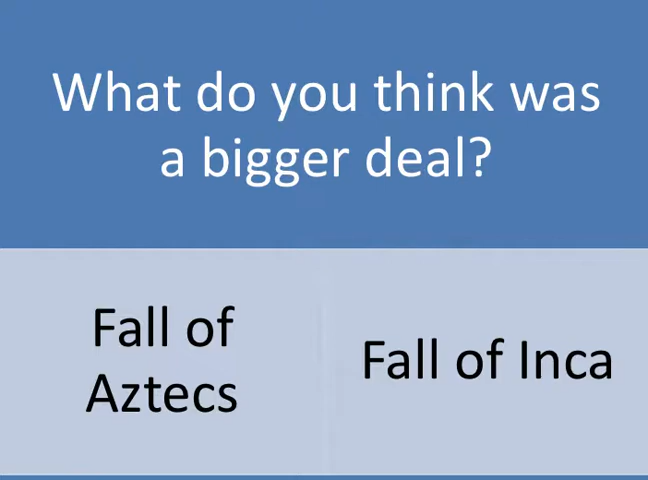 What do you think was
a bigger deal?
Fall of
Aztecs
Fall of Inca